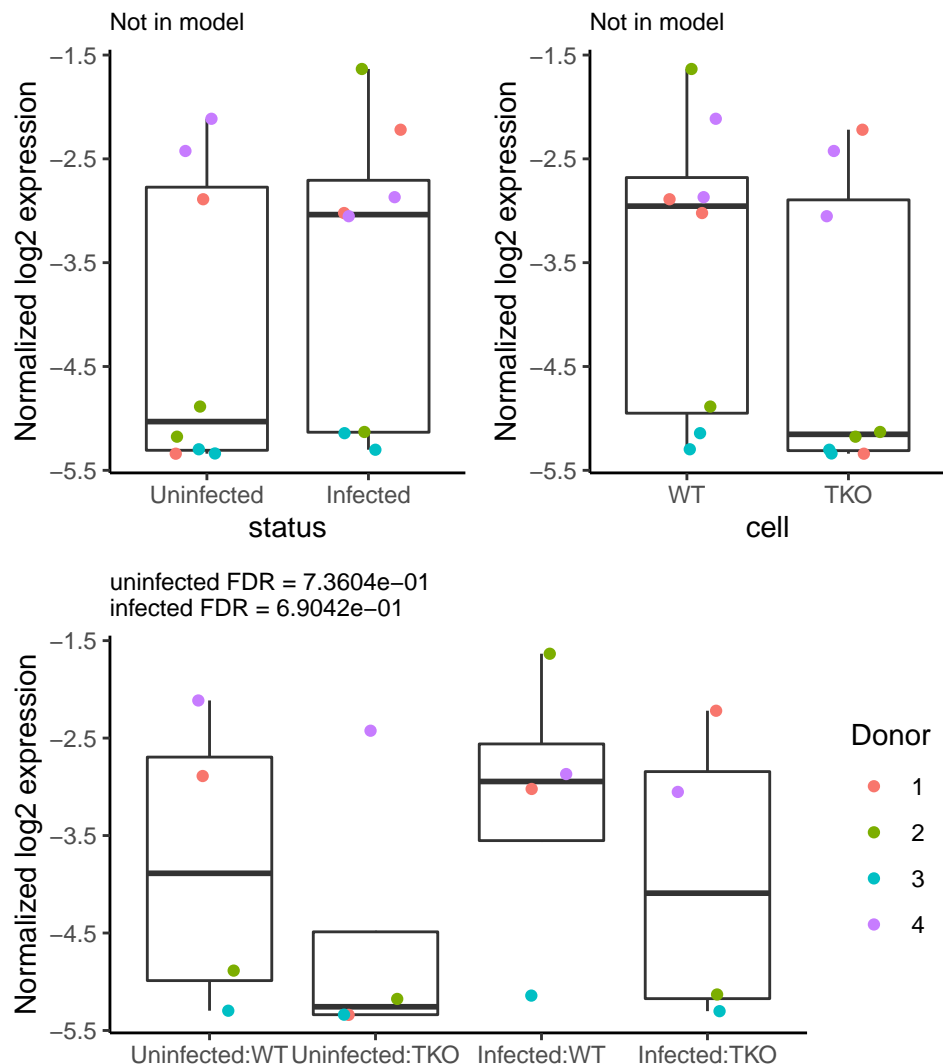 Not in model
Normalized log2 expression
−1.5
−2.5
−3.5
−4.5
−5.5
Uninfected Infected
status
Not in model
Normalized log2 expression
−1.5
−2.5
−3.5
−4.5
−5.5
WT TKO
cell
uninfected FDR = 7.3604e−01
infected FDR = 6.9042e−01
Normalized log2 expression
−1.5
−2.5
−3.5
−4.5
−5.5
Uninfected:WT Uninfected:TKO Infected:WT Infected:TKO
Donor
1
2
3
4